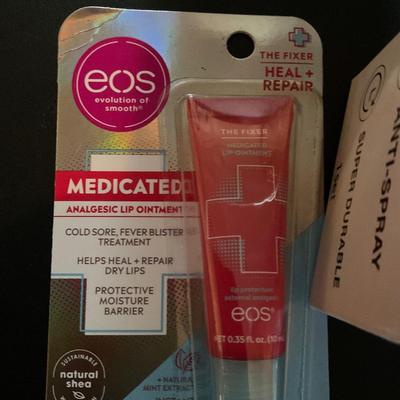 eos
evolution of
smooth®
THE FIXER
HEAL +
REPAIR
MEDICATED
ANALGESIC LIP OINTMENT
COLD SORE, FEVER BLISTER
TREATMENT
HELPS HEAL + REPAIR
DRY LIPS
PROTECTIVE
MOISTURE
BARRIER
SUSTAINABLE
natural
shea
+ NATURAL
MINT EXTRACT
THE FIXER
MEDICATED
LIP OINTMENT
lip protectant
external analgesic
eos®
NET 0.35 fl. oz. (10 mL)
ANTI-SPRAY
SUPER DURABLE